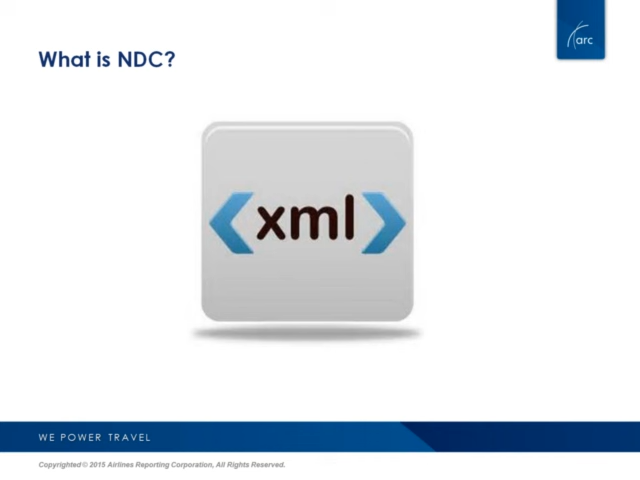 arc
What is NDC?
<xml>
WE POWER TRAVEL
Copyrighted © 2015 Airlines Reporting Corporation, All Rights Reserved.